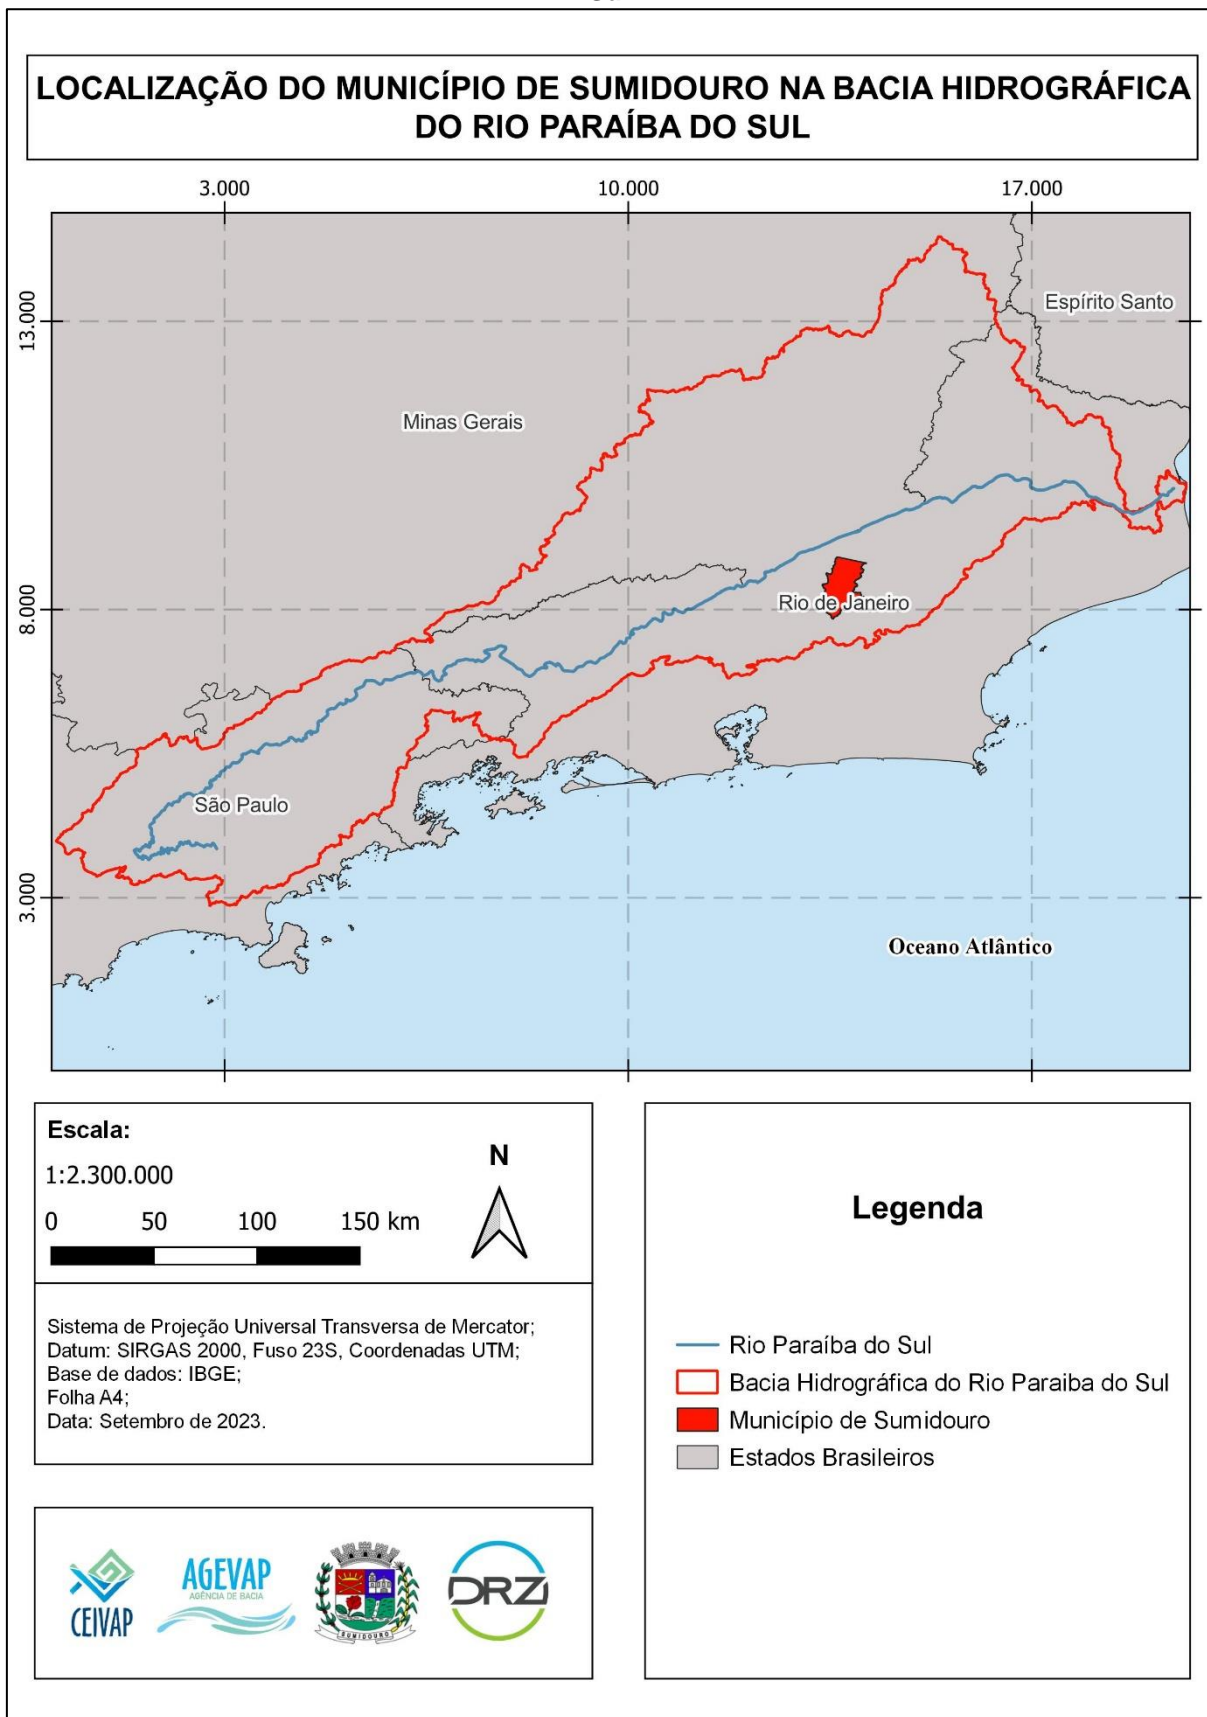 LOCALIZAÇÃO DO MUNICÍPIO DE SUMIDOURO NA BACIA HIDROGRÁFICA
DO RIO PARAÍBA DO SUL
3.000
10.000
17.000
13.000
8.000
3.000
Espírito Santo
Minas Gerais
Rio de Janeiro
São Paulo
Oceano Atlântico
Escala:
1:2.300.000
N
0 50 100 150 km
Sistema de Projeção Universal Transversa de Mercator;
Datum: SIRGAS 2000, Fuso 23S, Coordenadas UTM;
Base de dados: IBGE;
Folha A4;
Data: Setembro de 2023.
Legenda
Rio Paraíba do Sul
Bacia Hidrográfica do Rio Paraiba do Sul
Município de Sumidouro
Estados Brasileiros
CEIVAP
AGEVAP
AGÊNCIA DE BACIA
SUMIDOURO
DRZ